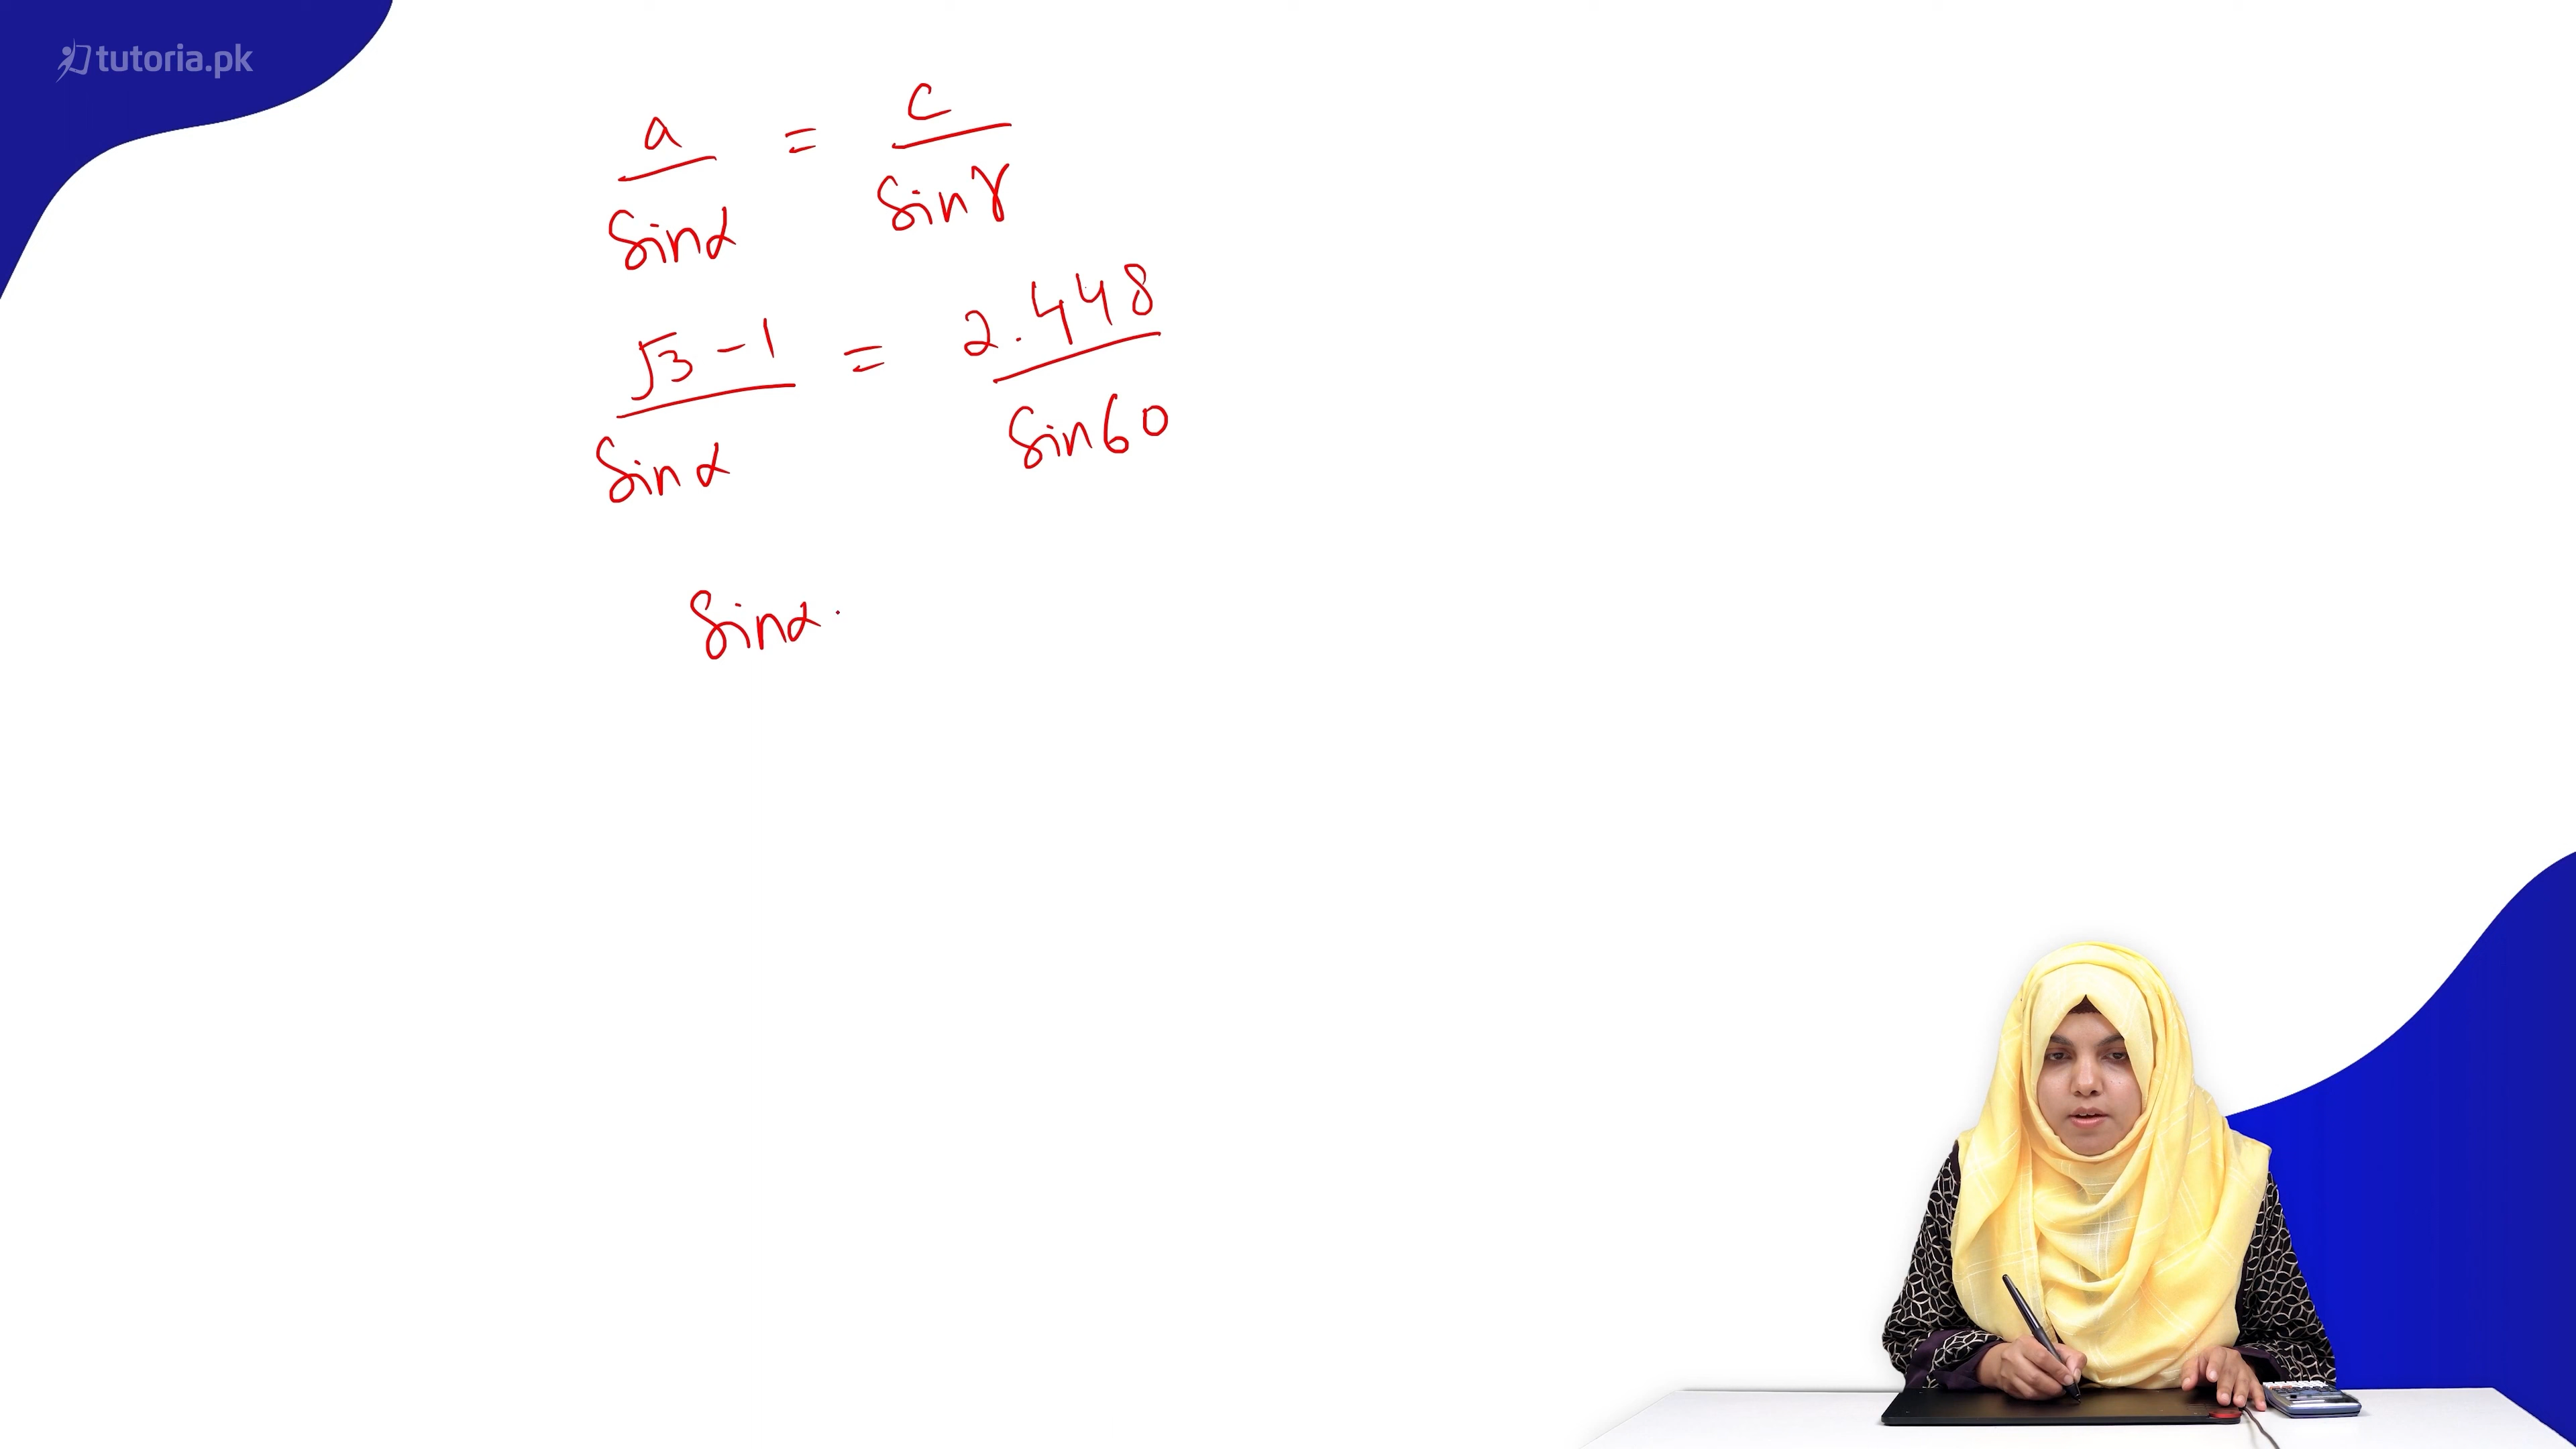 tutoria.pk
a/sinα = c/sinγ
√3 - 1/sinα = 2.448/sin60
sinα